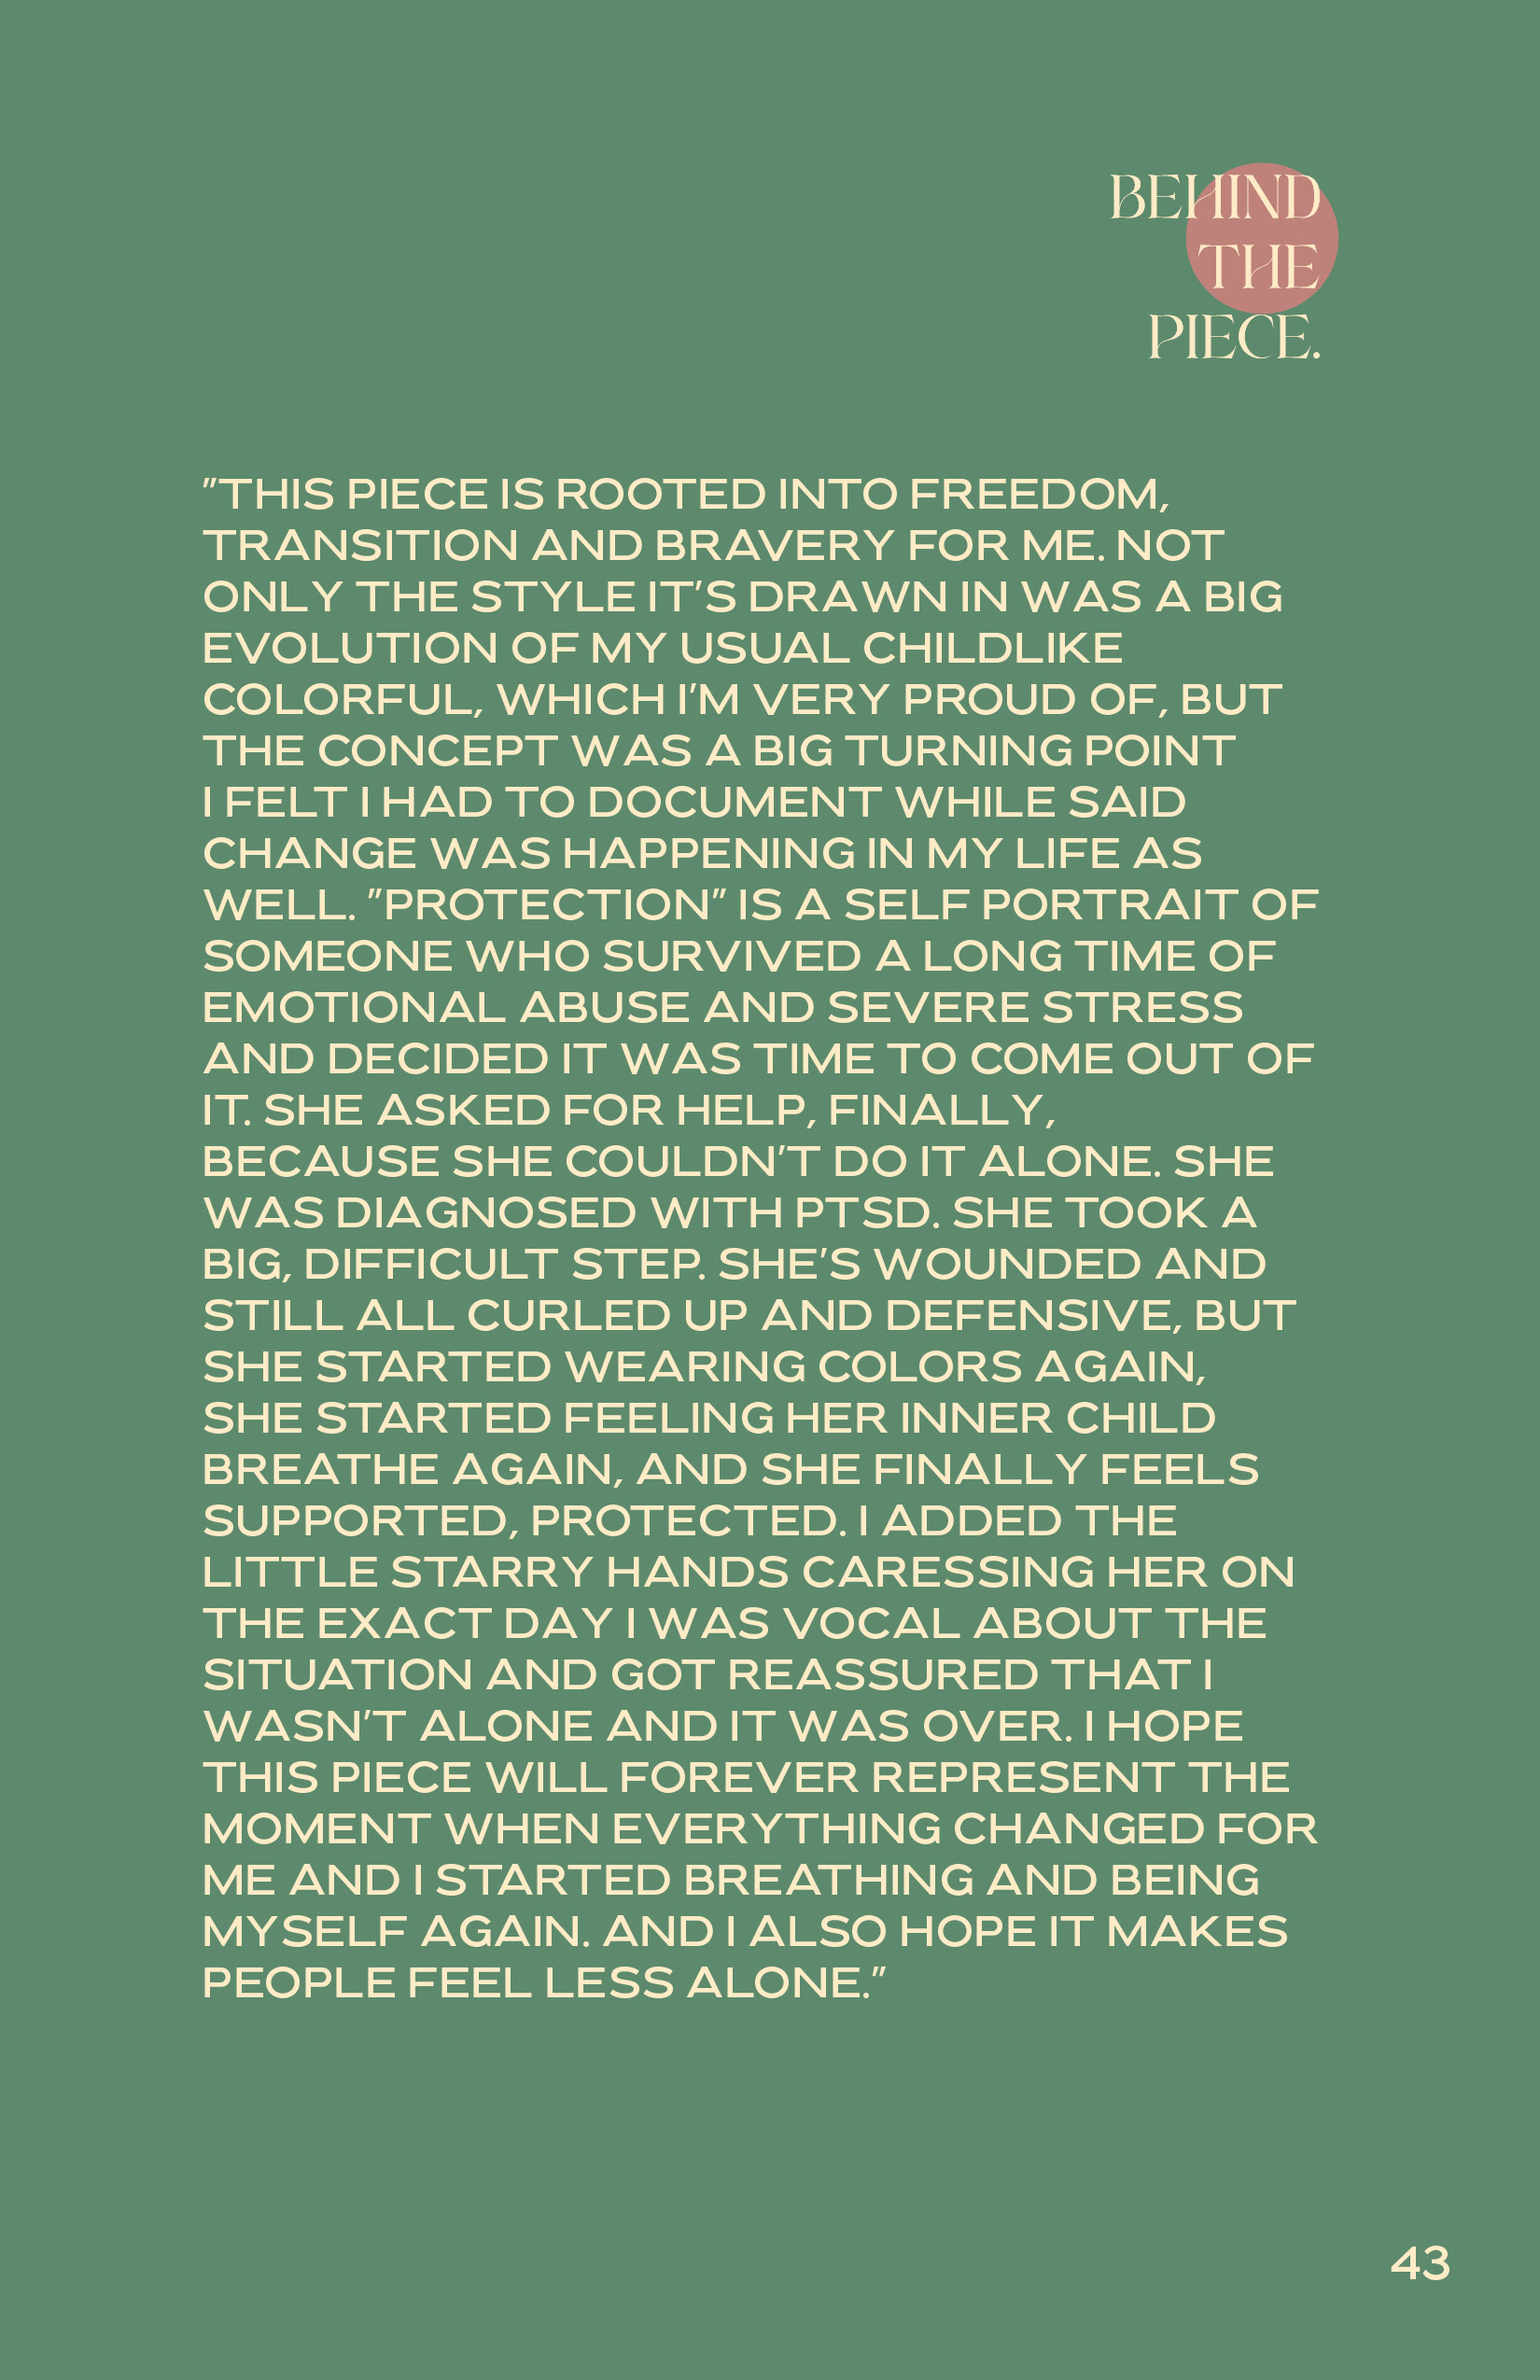 BEHIND
THE
PIECE.
"THIS PIECE IS ROOTED INTO FREEDOM,
TRANSITION AND BRAVERY FOR ME. NOT
ONLY THE STYLE IT'S DRAWN IN WAS A BIG
EVOLUTION OF MY USUAL CHILDLIKE
COLORFUL, WHICH I'M VERY PROUD OF, BUT
THE CONCEPT WAS A BIG TURNING POINT
I FELT I HAD TO DOCUMENT WHILE SAID
CHANGE WAS HAPPENING IN MY LIFE AS
WELL. "PROTECTION" IS A SELF PORTRAIT OF
SOMEONE WHO SURVIVED A LONG TIME OF
EMOTIONAL ABUSE AND SEVERE STRESS
AND DECIDED IT WAS TIME TO COME OUT OF
IT. SHE ASKED FOR HELP, FINALLY,
BECAUSE SHE COULDN'T DO IT ALONE. SHE
WAS DIAGNOSED WITH PTSD. SHE TOOK A
BIG, DIFFICULT STEP. SHE'S WOUNDED AND
STILL ALL CURLED UP AND DEFENSIVE, BUT
SHE STARTED WEARING COLORS AGAIN,
SHE STARTED FEELING HER INNER CHILD
BREATHE AGAIN, AND SHE FINALLY FEELS
SUPPORTED, PROTECTED. I ADDED THE
LITTLE STARRY HANDS CARESSING HER ON
THE EXACT DAY I WAS VOCAL ABOUT THE
SITUATION AND GOT REASSURED THAT I
WASN'T ALONE AND IT WAS OVER. I HOPE
THIS PIECE WILL FOREVER REPRESENT THE
MOMENT WHEN EVERYTHING CHANGED FOR
ME AND I STARTED BREATHING AND BEING
MYSELF AGAIN. AND I ALSO HOPE IT MAKES
PEOPLE FEEL LESS ALONE."
43